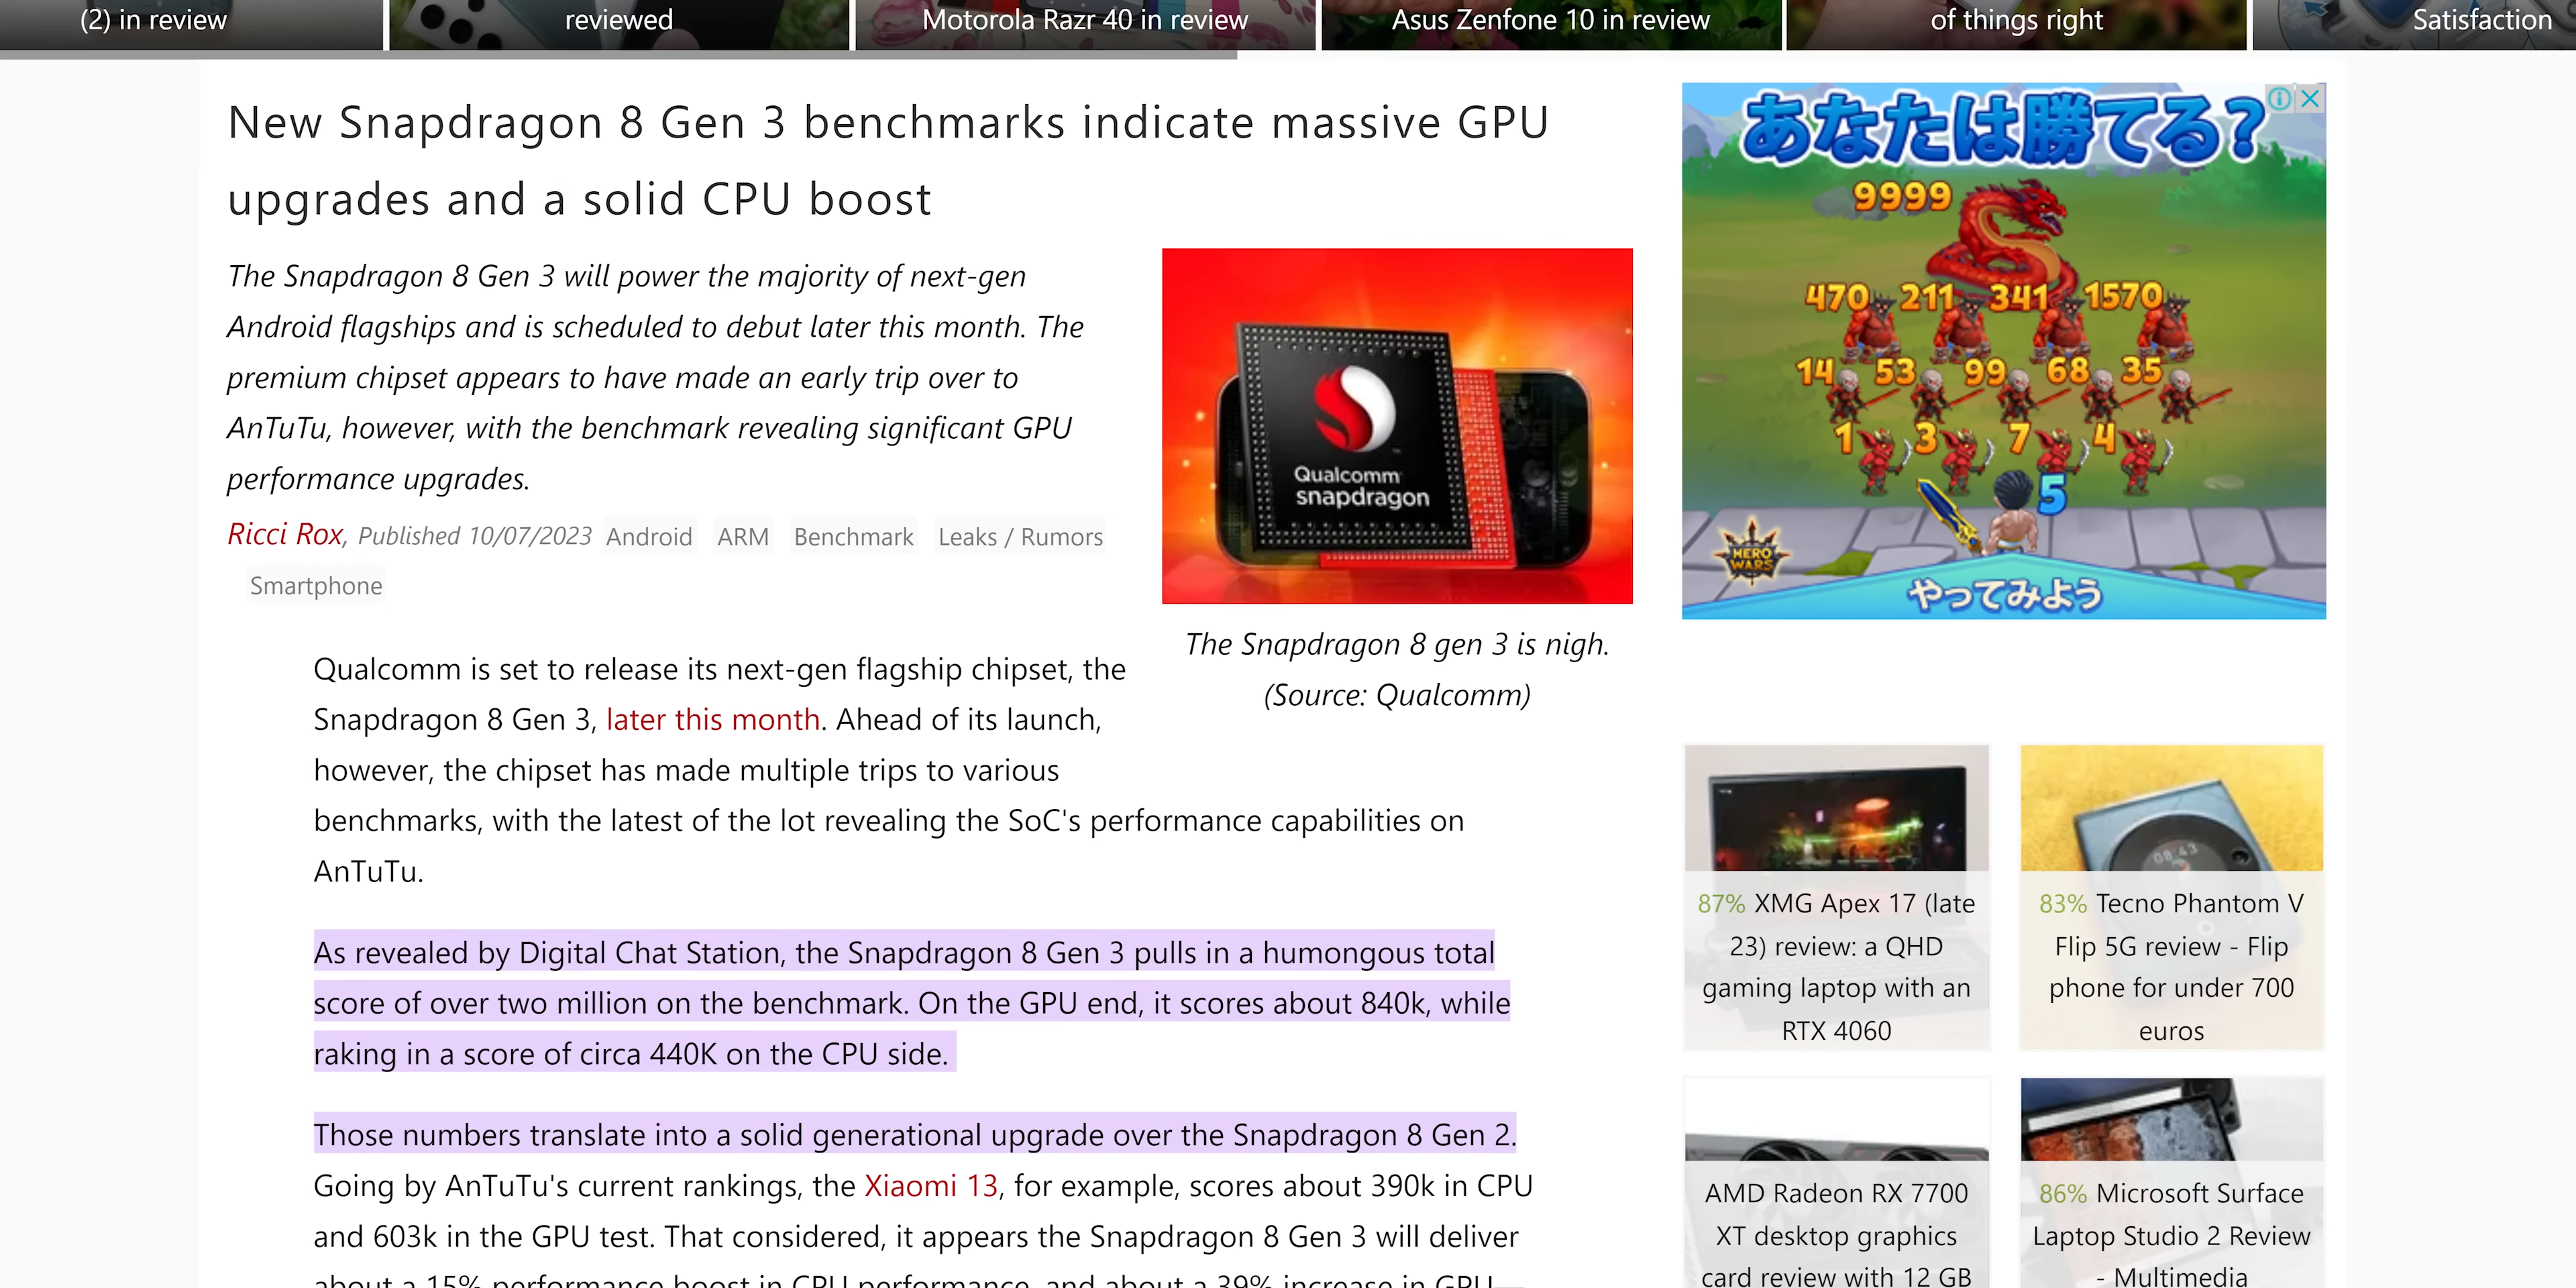 (2) in review
reviewed
Motorola Razr 40 in review
Asus Zenfone 10 in review
of things right
Satisfaction
New Snapdragon 8 Gen 3 benchmarks indicate massive GPU
upgrades and a solid CPU boost
The Snapdragon 8 Gen 3 will power the majority of next-gen
Android flagships and is scheduled to debut later this month. The
premium chipset appears to have made an early trip over to
AnTuTu, however, with the benchmark revealing significant GPU
performance upgrades.
Ricci Rox, Published 10/07/2023 Android ARM Benchmark Leaks / Rumors
Smartphone
Qualcomm
snapdragon
The Snapdragon 8 gen 3 is nigh.
(Source: Qualcomm)
Qualcomm is set to release its next-gen flagship chipset, the
Snapdragon 8 Gen 3, later this month. Ahead of its launch,
however, the chipset has made multiple trips to various
benchmarks, with the latest of the lot revealing the SoC's performance capabilities on
AnTuTu.
As revealed by Digital Chat Station, the Snapdragon 8 Gen 3 pulls in a humongous total
score of over two million on the benchmark. On the GPU end, it scores about 840k, while
raking in a score of circa 440K on the CPU side.
Those numbers translate into a solid generational upgrade over the Snapdragon 8 Gen 2.
Going by AnTuTu's current rankings, the Xiaomi 13, for example, scores about 390k in CPU
and 603k in the GPU test. That considered, it appears the Snapdragon 8 Gen 3 will deliver
about a 15% performance boost in CPU performance, and about a 39% increase in GPU
あなたは勝てる?
9999
470 211 341 1570
14 53 99 68 35
1 3 7 4
5
HERO
WARS
やってみよう
08:43
87% XMG Apex 17 (late
23) review: a QHD
gaming laptop with an
RTX 4060
83% Tecno Phantom V
Flip 5G review - Flip
phone for under 700
euros
AMD Radeon RX 7700
XT desktop graphics
card review with 12 GB
86% Microsoft Surface
Laptop Studio 2 Review
- Multimedia